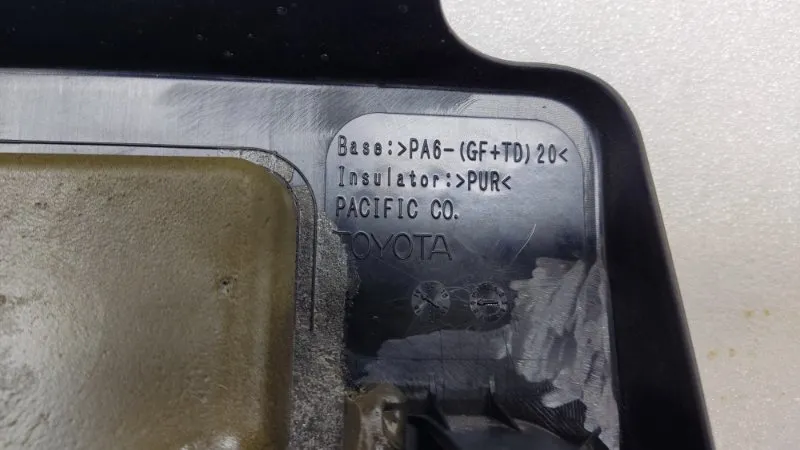 Base:>PA6-(GF+TD)20<
Insulator:>PUR<
PACIFIC CO.
TOYOTA